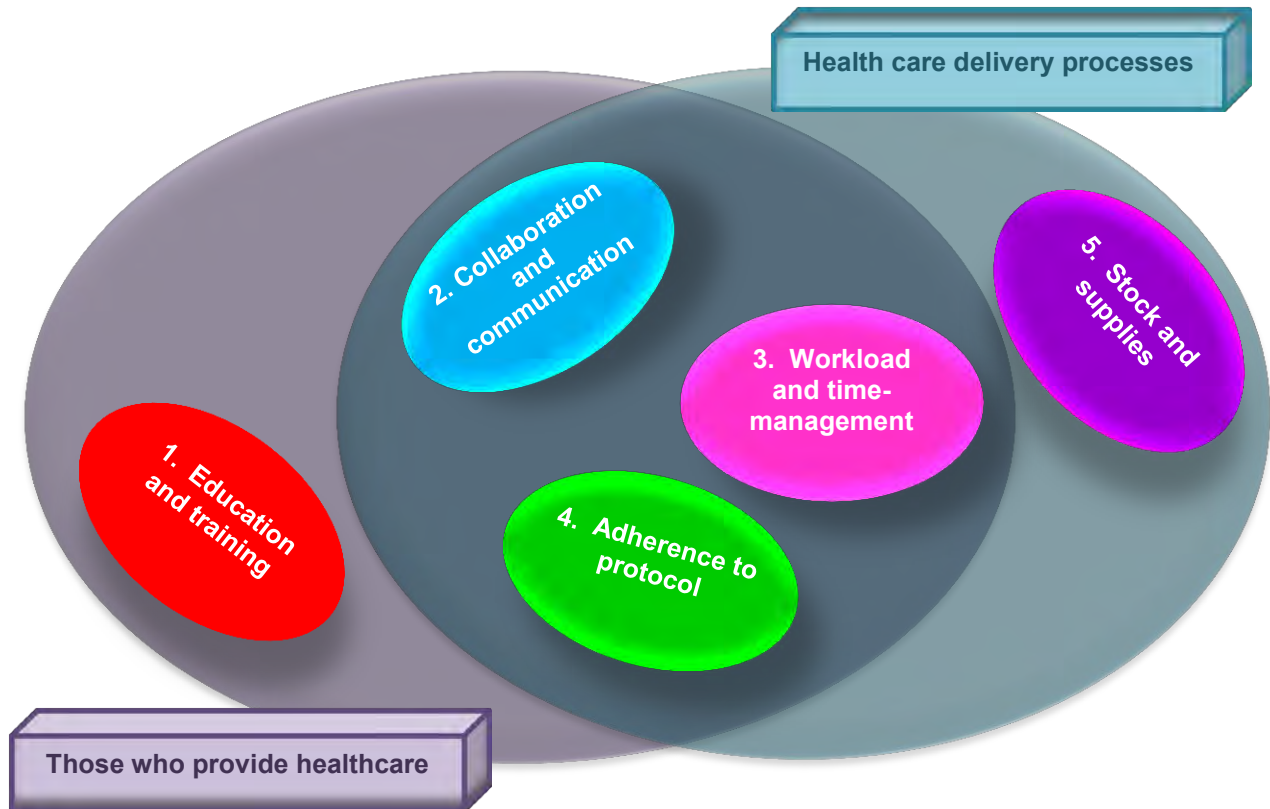 Health care delivery processes
2. Collaboration
and
communication
5. Stock and
supplies
3. Workload
and time-
management
1. Education
and training
4. Adherence to
protocol
Those who provide healthcare